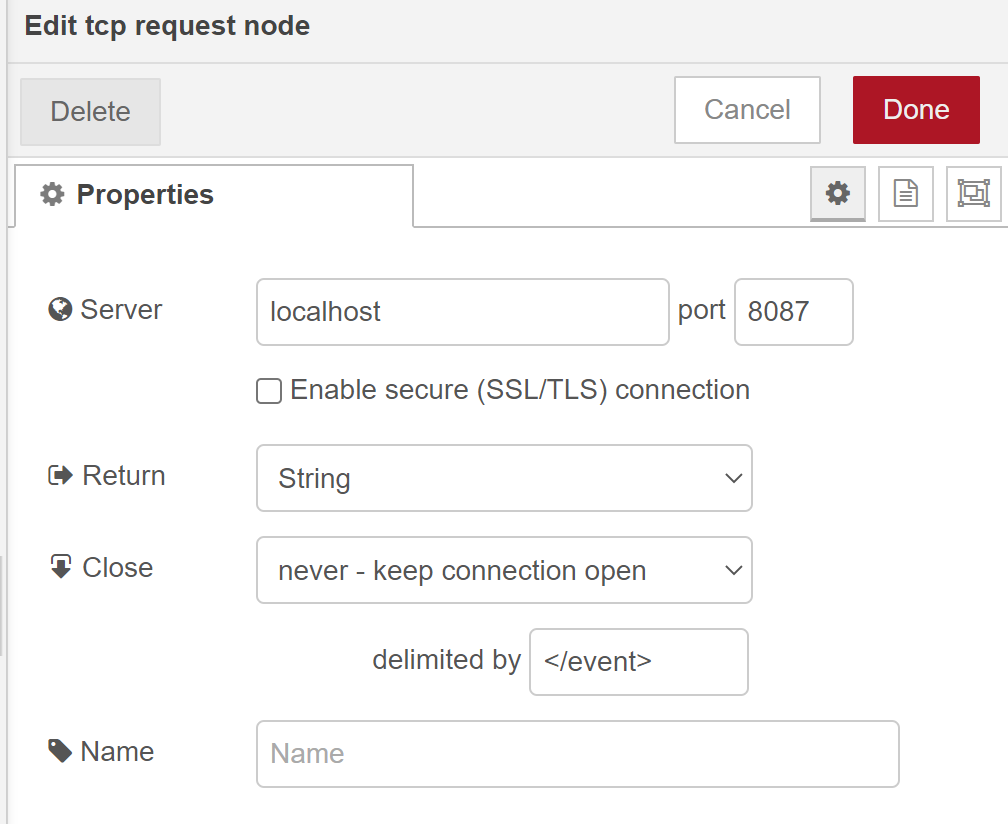 Edit tcp request node
Delete
Cancel
Done
Properties
Server
localhost
port
8087
Enable secure (SSL/TLS) connection
Return
String
Close
never - keep connection open
delimited by
</event>
Name
Name